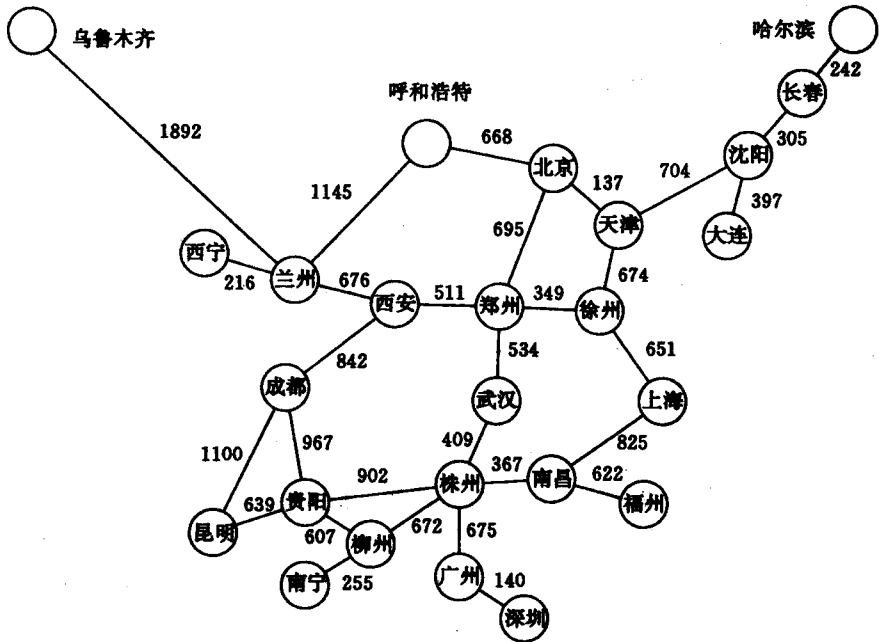 乌鲁木齐
哈尔滨
242
长春
呼和浩特
1892
668
305
北京
沈阳
704
137
1145
397
695
天津
大连
西宁
674
216
兰州
676
西安
511
郑州
349
徐州
534
651
842
成都
武汉
上海
409
825
1100
967
902
367
622
株州
南昌
639
贵阳
福州
672
675
昆明
607
柳州
南宁
255
广州
140
深圳